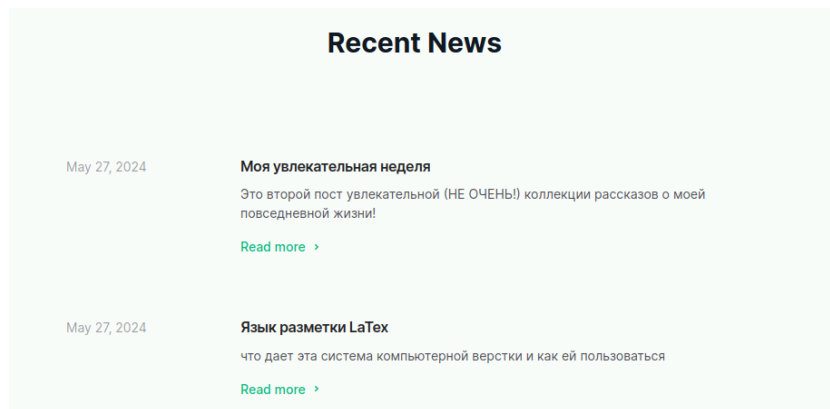 Recent News
May 27, 2024
Моя увлекательная неделя
Это второй пост увлекательной (НЕ ОЧЕНЬ!) коллекции рассказов о моей
повседневной жизни!
Read more ›
May 27, 2024
Язык разметки LaTex
что дает эта система компьютерной верстки и как ей пользоваться
Read more ›